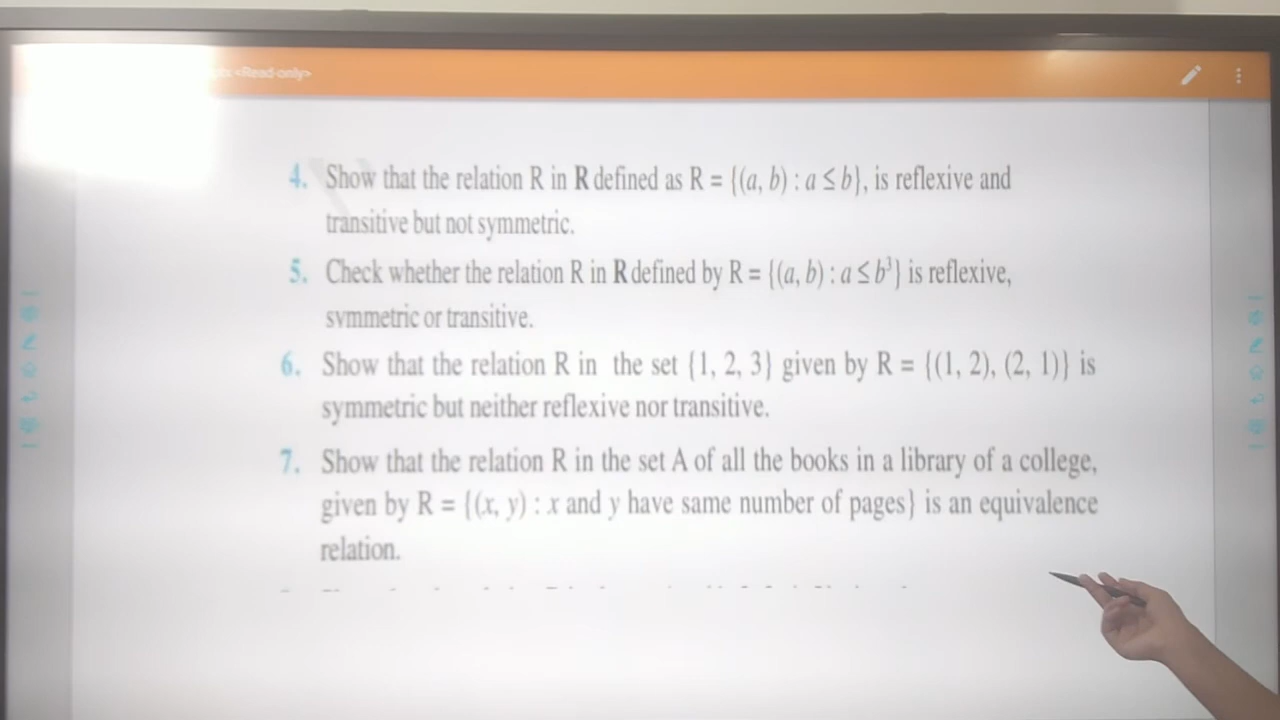 <Read-only>
4. Show that the relation R in R defined as R = {(a, b) : a ≤ b}, is reflexive and
transitive but not symmetric.
5. Check whether the relation R in R defined by R = {(a, b) : a ≤ b³} is reflexive,
symmetric or transitive.
6. Show that the relation R in the set {1, 2, 3} given by R = {(1, 2), (2, 1)} is
symmetric but neither reflexive nor transitive.
7. Show that the relation R in the set A of all the books in a library of a college,
given by R = {(x, y) : x and y have same number of pages} is an equivalence
relation.